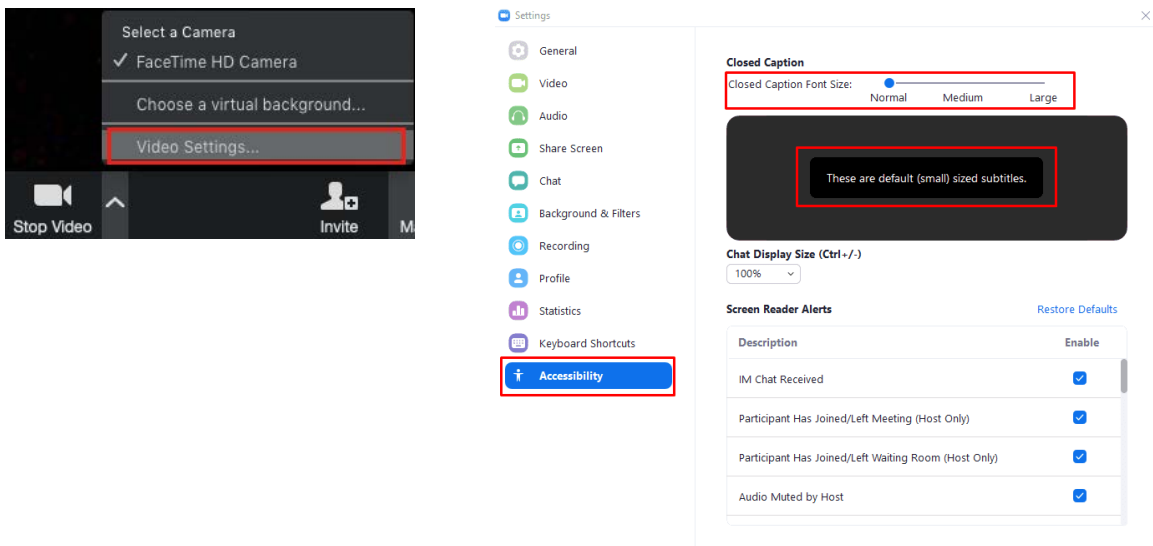 Select a Camera
✓ FaceTime HD Camera
Choose a virtual background...
Video Settings...
Stop Video
Invite
M
Settings
General
Video
Audio
Share Screen
Chat
Background & Filters
Recording
Profile
Statistics
Keyboard Shortcuts
Accessibility
Closed Caption
Closed Caption Font Size:
Normal Medium Large
These are default (small) sized subtitles.
Chat Display Size (Ctrl+/-)
100%
Screen Reader Alerts Restore Defaults
Description Enable
IM Chat Received
Participant Has Joined/Left Meeting (Host Only)
Participant Has Joined/Left Waiting Room (Host Only)
Audio Muted by Host